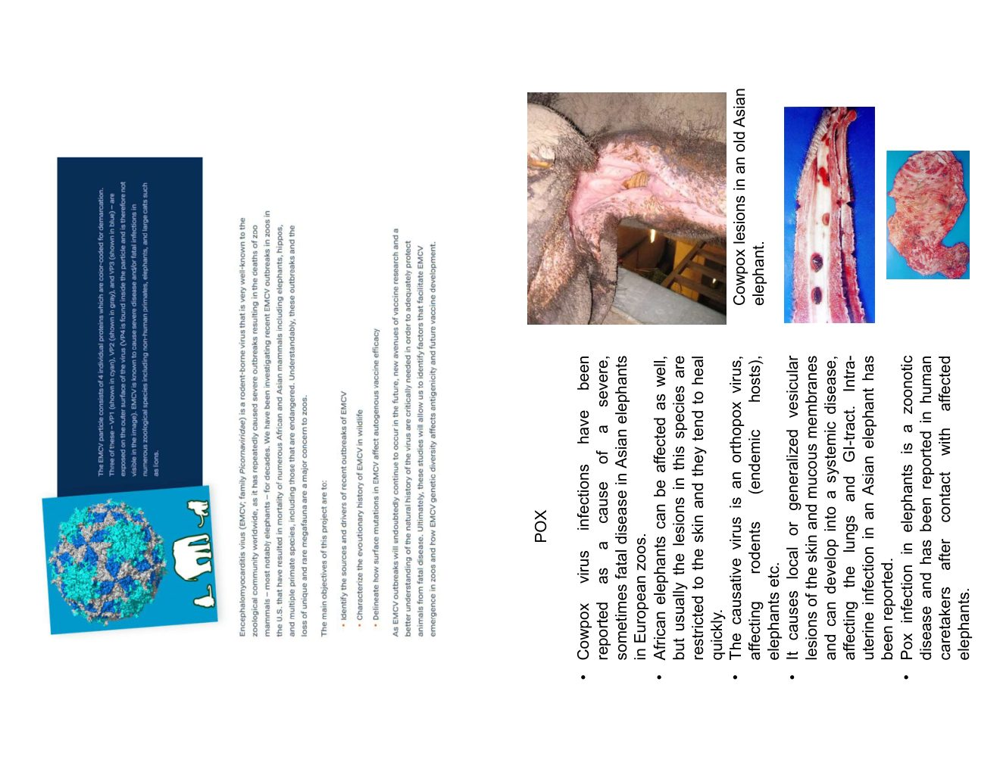 The EMCV particle consists of 4 individual proteins which are color-coded for demarcation.
Three of these – VP1 (shown in cyan), VP2 (shown in gray), and VP3 (shown in blue) – are
exposed on the outer surface of the virus (VP4 is found inside the particle and is therefore not
visible in the image). EMCV is known to cause severe disease and/or fatal infections in
numerous zoological species including non-human primates, elephants, and large cats such
as lions.
Encephalomyocarditis virus (EMCV; family Picornaviridae) is a rodent-borne virus that is very well-known to the
zoological community worldwide, as it has repeatedly caused severe outbreaks resulting in the deaths of zoo
mammals – most notably elephants – for decades. We have been investigating recent EMCV outbreaks in zoos in
the U.S. that have resulted in mortality of numerous African and Asian mammals including elephants, hippos,
and multiple primate species, including those that are endangered. Understandably, these outbreaks and the
loss of unique and rare megafauna are a major concern to zoos.
The main objectives of this project are to:
• Identify the sources and drivers of recent outbreaks of EMCV
• Characterize the evolutionary history of EMCV in wildlife
• Delineate how surface mutations in EMCV affect autogenous vaccine efficacy
As EMCV outbreaks will undoubtedly continue to occur in the future, new avenues of vaccine research and a
better understanding of the natural history of the virus are critically needed in order to adequately protect
animals from fatal disease. Ultimately, these studies will allow us to identify factors that facilitate EMCV
emergence in zoos and how EMCV genetic diversity affects antigenicity and future vaccine development.
POX
• Cowpox virus infections have been
reported as a cause of a severe,
sometimes fatal disease in Asian elephants
in European zoos.
• African elephants can be affected as well,
but usually the lesions in this species are
restricted to the skin and they tend to heal
quickly.
• The causative virus is an orthopox virus,
affecting rodents (endemic hosts),
elephants etc.
• It causes local or generalized vesicular
lesions of the skin and mucous membranes
and can develop into a systemic disease,
affecting the lungs and GI-tract. Intra-
uterine infection in an Asian elephant has
been reported.
• Pox infection in elephants is a zoonotic
disease and has been reported in human
caretakers after contact with affected
elephants.
Cowpox lesions in an old Asian
elephant.